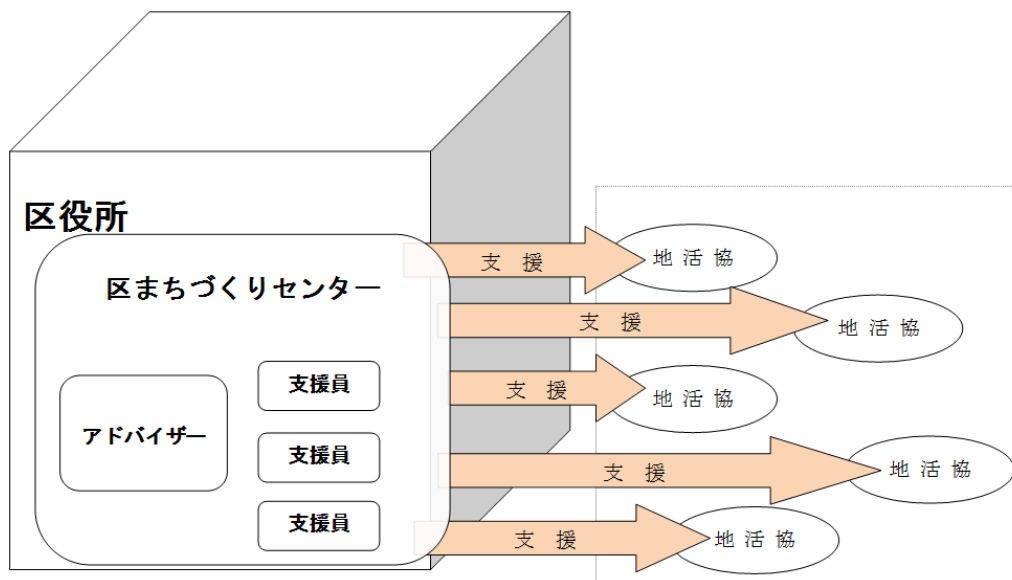 区役所
区まちづくりセンター
アドバイザー
支援員
支援員
支援員
支 援
地 活 協
支 援
地 活 協
支 援
地 活 協
支 援
地 活 協
支 援
地 活 協